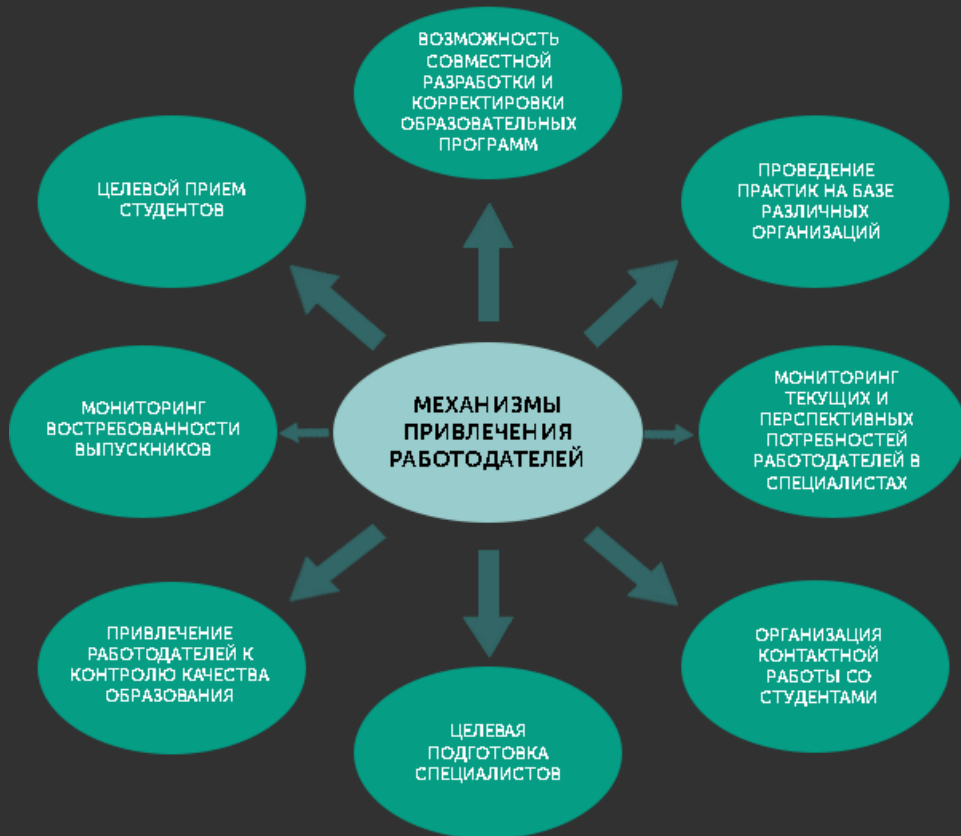 ВОЗМОЖНОСТЬ
СОВМЕСТНОЙ
РАЗРАБОТКИ И
КОРРЕКТИРОВКИ
ОБРАЗОВАТЕЛЬНЫХ
ПРОГРАММ
ЦЕЛЕВОЙ ПРИЕМ
СТУДЕНТОВ
ПРОВЕДЕНИЕ
ПРАКТИК НА БАЗЕ
РАЗЛИЧНЫХ
ОРГАНИЗАЦИЙ
МОНИТОРИНГ
ВОСТРЕБОВАННОСТИ
ВЫПУСКНИКОВ
МЕХАНИЗМЫ
ПРИВЛЕЧЕНИЯ
РАБОТОДАТЕЛЕЙ
МОНИТОРИНГ
ТЕКУЩИХ И
ПЕРСПЕКТИВНЫХ
ПОТРЕБНОСТЕЙ
РАБОТОДАТЕЛЕЙ В
СПЕЦИАЛИСТАХ
ПРИВЛЕЧЕНИЕ
РАБОТОДАТЕЛЕЙ К
КОНТРОЛЮ КАЧЕСТВА
ОБРАЗОВАНИЯ
ЦЕЛЕВАЯ
ПОДГОТОВКА
СПЕЦИАЛИСТОВ
ОРГАНИЗАЦИЯ
КОНТАКТНОЙ
РАБОТЫ СО
СТУДЕНТАМИ